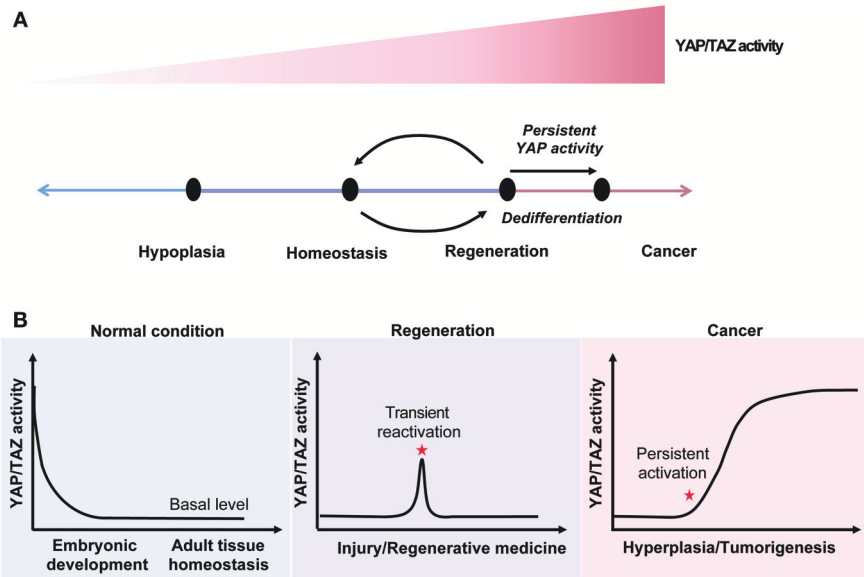 A
YAP/TAZ activity
Persistent
YAP activity
Dedifferentiation
Hypoplasia
Homeostasis
Regeneration
Cancer
B
Normal condition
YAP/TAZ activity
Basal level
Embryonic
development
Adult tissue
homeostasis
Regeneration
YAP/TAZ activity
Transient
reactivation
Injury/Regenerative medicine
Cancer
YAP/TAZ activity
Persistent
activation
Hyperplasia/Tumorigenesis